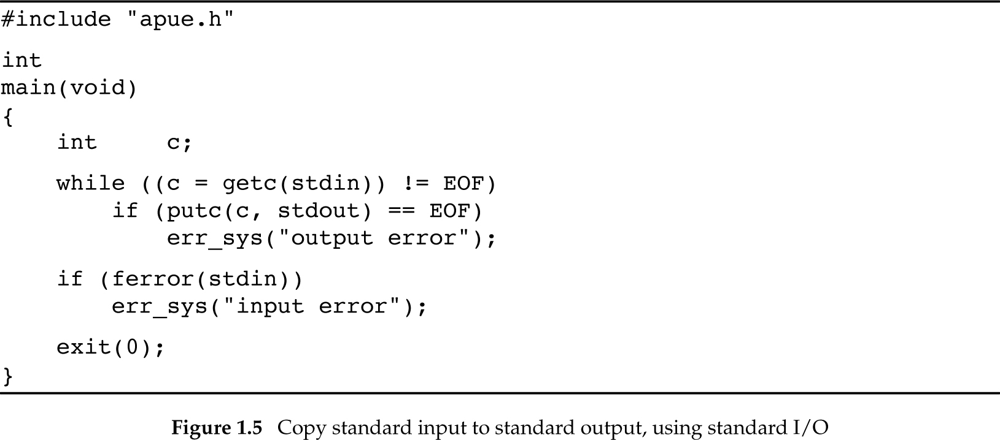 #include "apue.h"
int
main(void)
{
    int     c;
    while ((c = getc(stdin)) != EOF)
        if (putc(c, stdout) == EOF)
            err_sys("output error");
    if (ferror(stdin))
        err_sys("input error");
    exit(0);
}
Figure 1.5 Copy standard input to standard output, using standard I/O